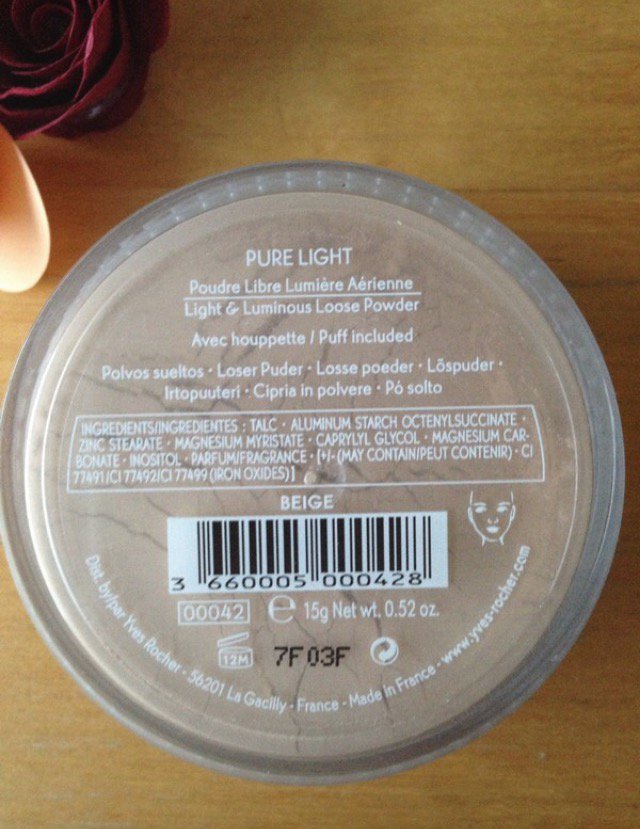 PURE LIGHT
Poudre Libre Lumière Aérienne
Light & Luminous Loose Powder
Avec houppette / Puff included
Polvos sueltos • Loser Puder • Losse poeder • Löspuder •
Irtopuuteri • Cipria in polvere • Pó solto
INGREDIENTS/INGREDIENTES : TALC • ALUMINUM STARCH OCTENYLSUCCINATE •
ZINC STEARATE • MAGNESIUM MYRISTATE • CAPRYLYL GLYCOL • MAGNESIUM CAR-
BONATE • INOSITOL • PARFUM/FRAGRANCE • [+/- (MAY CONTAIN/PEUT CONTENIR) • CI
77491/CI 77492/CI 77499 (IRON OXIDES)]
BEIGE
3 660005 000428
00042 e 15g Net wt. 0.52 oz.
12M 7F 03F
Dist. by/par Yves Rocher - 56201 La Gacilly - France - Made in France - www.yves-rocher.com